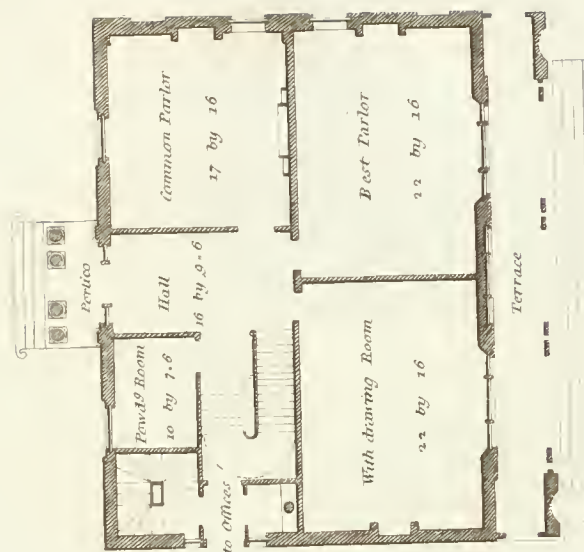 Common Parlor
17 by 16
Best Parlor
22 by 16
Portico
Hall
16 by 9-6
Powdg Room
10 by 7.6
With drawing Room
22 by 16
Terrace
to Offices